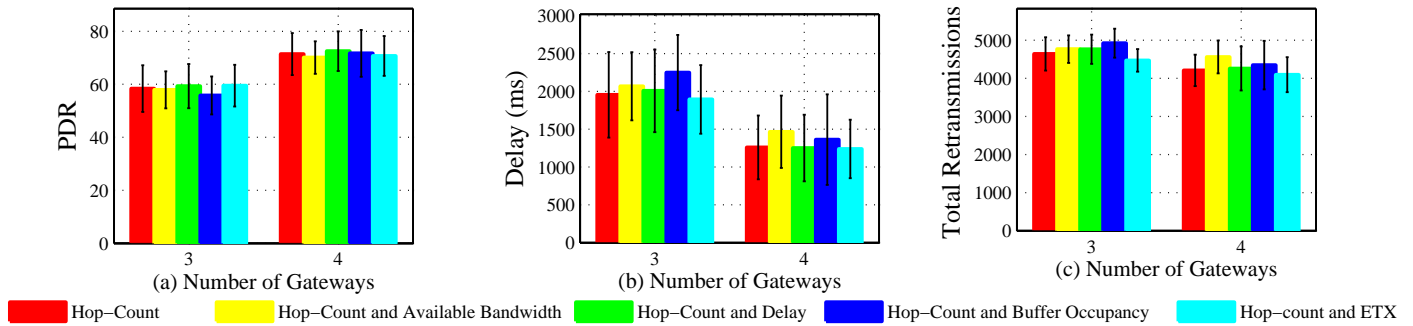 80
60
40
20
0
PDR
3
4
(a) Number of Gateways
3000
2500
2000
1500
1000
500
0
Delay (ms)
3
4
(b) Number of Gateways
5000
4000
3000
2000
1000
0
Total Retransmissions
3
4
(c) Number of Gateways
Hop−Count
Hop−Count and Available Bandwidth
Hop−Count and Delay
Hop−Count and Buffer Occupancy
Hop−count and ETX